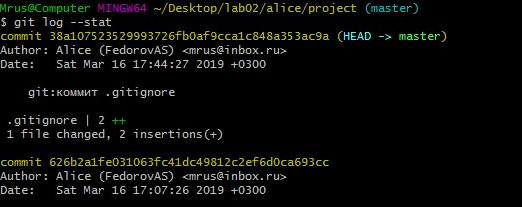 Mrus@Computer MINGW64 ~/Desktop/lab02/alice/project (master)
$ git log --stat
commit 38a107523529993726fb0af9cca1c848a353ac9a (HEAD -> master)
Author: Alice (FedorovAS) <mrus@inbox.ru>
Date:   Sat Mar 16 17:44:27 2019 +0300
git:коммит .gitignore
.gitignore | 2 ++
1 file changed, 2 insertions(+)
commit 626b2a1fe031063fc41dc49812c2ef6d0ca693cc
Author: Alice (FedorovAS) <mrus@inbox.ru>
Date:   Sat Mar 16 17:07:26 2019 +0300